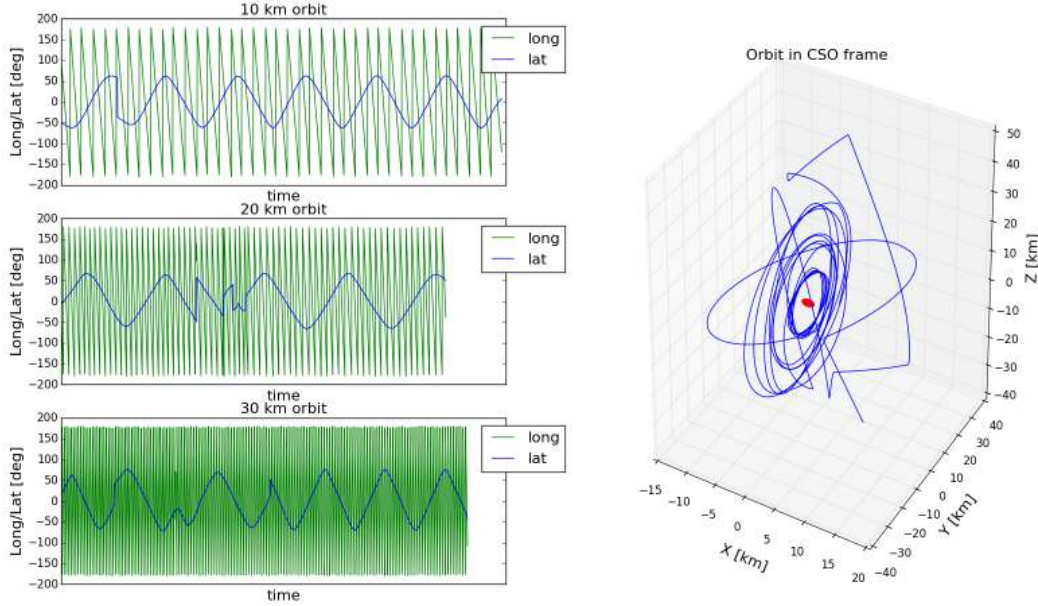 10 km orbit
200
150
100
50
0
−50
−100
−150
−200
Long/Lat [deg]
long
lat
time
20 km orbit
200
150
100
50
0
−50
−100
−150
−200
Long/Lat [deg]
long
lat
time
30 km orbit
200
150
100
50
0
−50
−100
−150
−200
Long/Lat [deg]
long
lat
time
Orbit in CSO frame
50
40
30
20
10
0
−10
−20
−30
−40
Z [km]
40
30
20
10
0
−10
−20
−30
−40
Y [km]
−15
−10
−5
0
5
10
15
20
X [km]